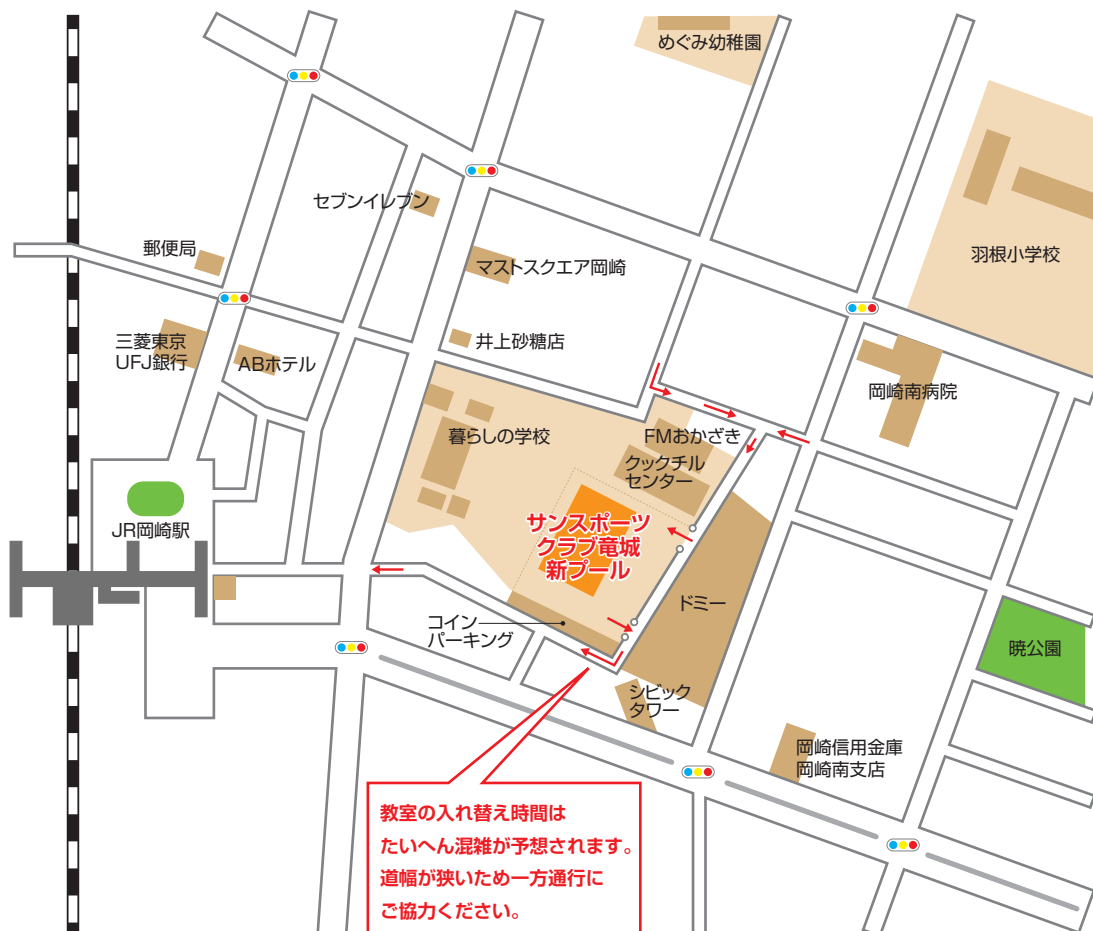 めぐみ幼稚園
セブンイレブン
郵便局
マストスクエア岡崎
羽根小学校
三菱東京
UFJ銀行
ABホテル
井上砂糖店
岡崎南病院
暮らしの学校
FMおかざき
クックチル
センター
JR岡崎駅
サンスポーツ
クラブ竜城
新プール
ドミー
コイン
パーキング
暁公園
シビック
タワー
岡崎信用金庫
岡崎南支店
教室の入れ替え時間は
たいへん混雑が予想されます。
道幅が狭いため一方通行に
ご協力ください。